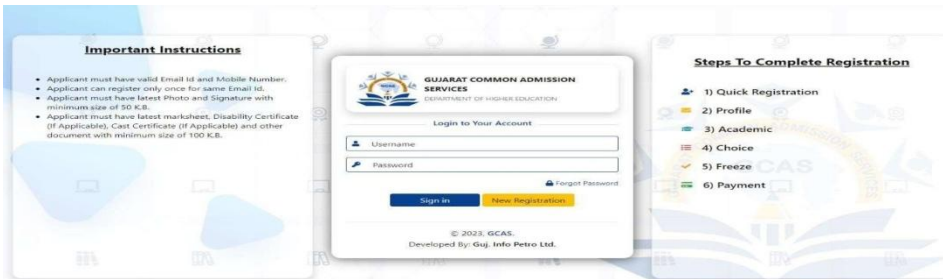 Important Instructions
Applicant must have valid Email Id and Mobile Number.
Applicant can register only once for same Email Id.
Applicant must have latest Photo and Signature with
minimum size of 50 K.B.
Applicant must have latest marksheet, Disability Certificate
(If Applicable), Cast Certificate (If Applicable) and other
document with minimum size of 100 K.B.
GCAS
GUJARAT COMMON ADMISSION
SERVICES
DEPARTMENT OF HIGHER EDUCATION
Login to Your Account
Username
Password
Forgot Password
Sign in
New Registration
© 2023, GCAS.
Developed By: Guj. Info Petro Ltd.
Steps To Complete Registration
1) Quick Registration
2) Profile
3) Academic
4) Choice
5) Freeze
6) Payment
GCAS